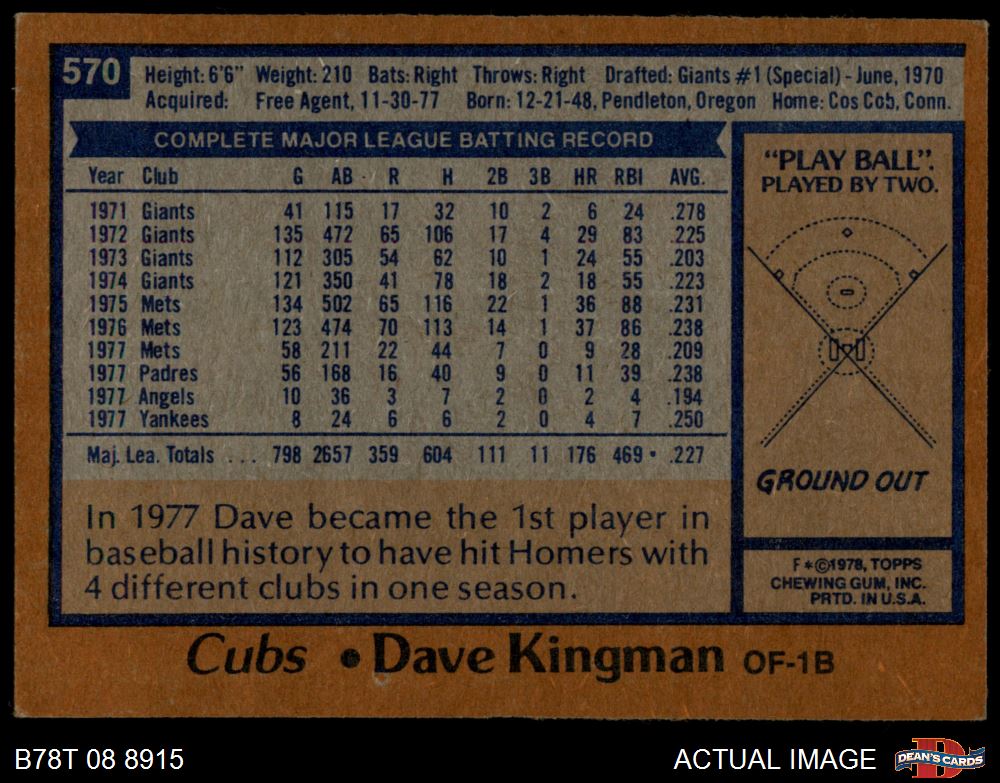 570
Height: 6'6" Weight: 210 Bats: Right Throws: Right Drafted: Giants #1 (Special) - June, 1970
Acquired: Free Agent, 11-30-77 Born: 12-21-48, Pendleton, Oregon Home: Cos Cob, Conn.
COMPLETE MAJOR LEAGUE BATTING RECORD
Year Club G AB R H 2B 3B HR RBI AVG.
1971 Giants 41 115 17 32 10 2 6 24 .278
1972 Giants 135 472 65 106 17 4 29 83 .225
1973 Giants 112 305 54 62 10 1 24 55 .203
1974 Giants 121 350 41 78 18 2 18 55 .223
1975 Mets 134 502 65 116 22 1 36 88 .231
1976 Mets 123 474 70 113 14 1 37 86 .238
1977 Mets 58 211 22 44 7 0 9 28 .209
1977 Padres 56 168 16 40 9 0 11 39 .238
1977 Angels 10 36 3 7 2 0 2 4 .194
1977 Yankees 8 24 6 6 2 0 4 7 .250
Maj. Lea. Totals ... 798 2657 359 604 111 11 176 469 .227
In 1977 Dave became the 1st player in
baseball history to have hit Homers with
4 different clubs in one season.
"PLAY BALL".
PLAYED BY TWO.
GROUND OUT
F*©1978, TOPPS
CHEWING GUM, INC.
PRTD. IN U.S.A.
Cubs • Dave Kingman OF-1B
B78T 08 8915
ACTUAL IMAGE
D
DEAN'S CARDS